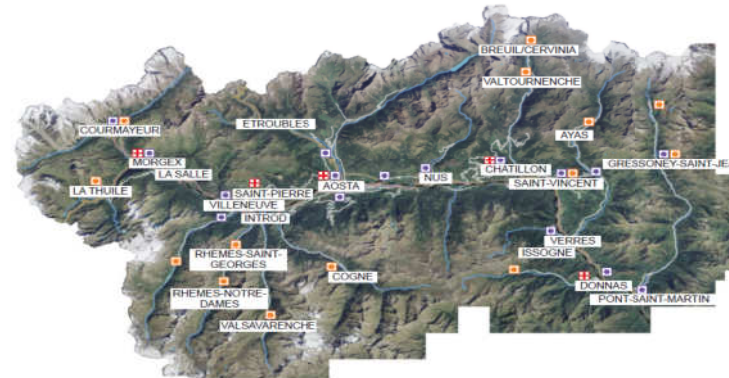 BREUIL/CERVINIA
VALTOURNENCHE
ETROUBLES
COURMAYEUR
AYAS
MORGEX
LA SALLE
CHÂTILLON
GRESSONEY-SAINT-JE
LA THUILE
SAINT-PIERRE
AOSTA
NUS
SAINT-VINCENT
VILLENEUVE
INTROD
VERRES
ISSOGNE
RHEMES-SAINT-
GEORGES
COGNE
DONNAS
RHEMES-NOTRE-
DAMES
PONT-SAINT-MARTIN
VALSAVARENCHE